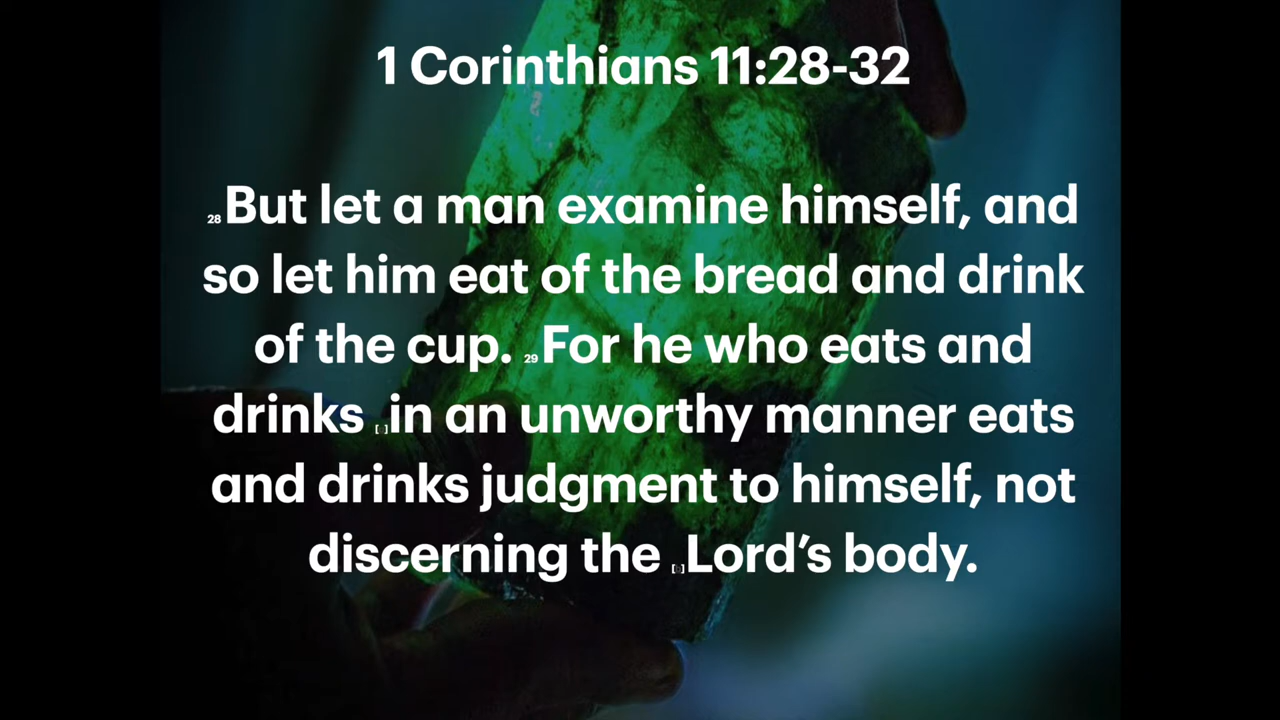 1 Corinthians 11:28-32
28But let a man examine himself, and
so let him eat of the bread and drink
of the cup. 29For he who eats and
drinks [ ]in an unworthy manner eats
and drinks judgment to himself, not
discerning the [ ]Lord’s body.